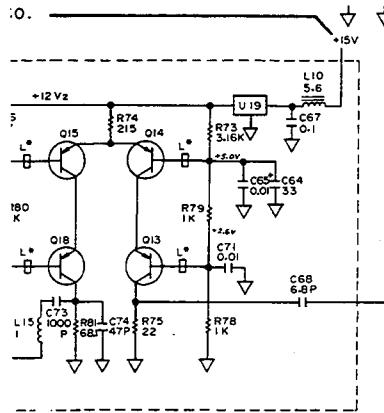 O.
+15V
L10
5.6
+12Vz
U19
C67
0.1
R74
215
R73
3.16K
Q15
Q14
L*
L*
+5.0V
C65
0.01
C64
33
R80
K
R79
1K
+2.6V
Q18
Q13
L*
L*
C71
0.01
C68
6.8P
L15
1
C73
1000
P
R81
68
C74
47P
R75
22
R78
1K